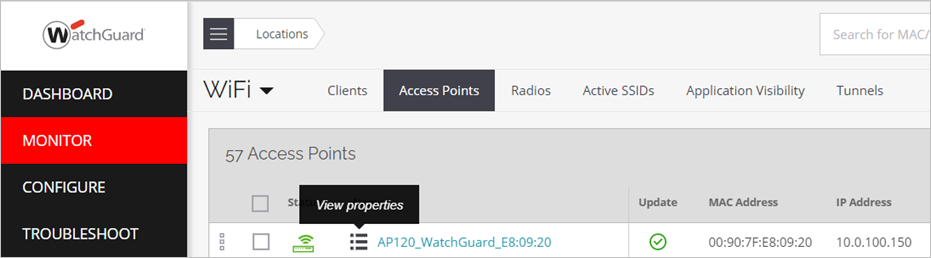 WatchGuard
Locations
Search for MAC/
DASHBOARD
MONITOR
CONFIGURE
TROUBLESHOOT
WiFi
Clients
Access Points
Radios
Active SSIDs
Application Visibility
Tunnels
57 Access Points
View properties
Update
MAC Address
IP Address
AP120_WatchGuard_E8:09:20
00:90:7F:E8:09:20
10.0.100.150